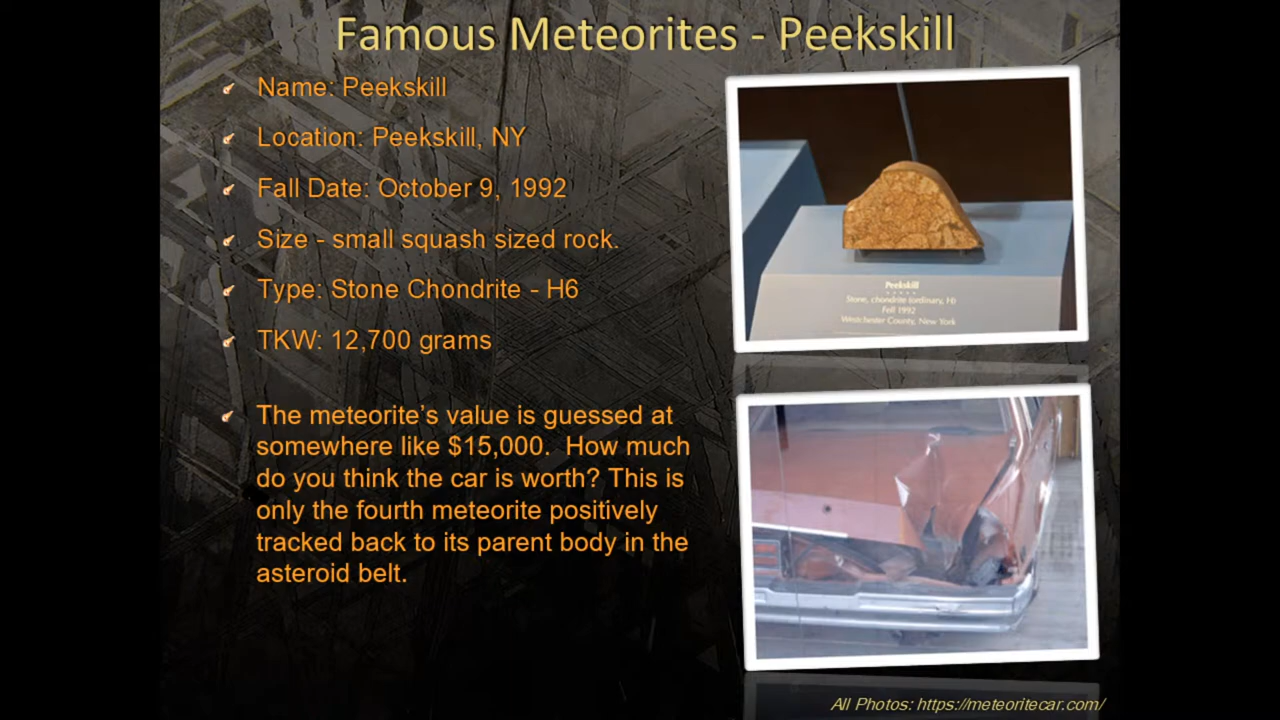 Famous Meteorites - Peekskill
Name: Peekskill
Location: Peekskill, NY
Fall Date: October 9, 1992
Size - small squash sized rock.
Type: Stone Chondrite - H6
TKW: 12,700 grams
The meteorite’s value is guessed at
somewhere like $15,000.  How much
do you think the car is worth? This is
only the fourth meteorite positively
tracked back to its parent body in the
asteroid belt.
Peekskill
Stone, chondrite (ordinary, H)
Fell 1992
Westchester County, New York
All Photos: https://meteoritecar.com/